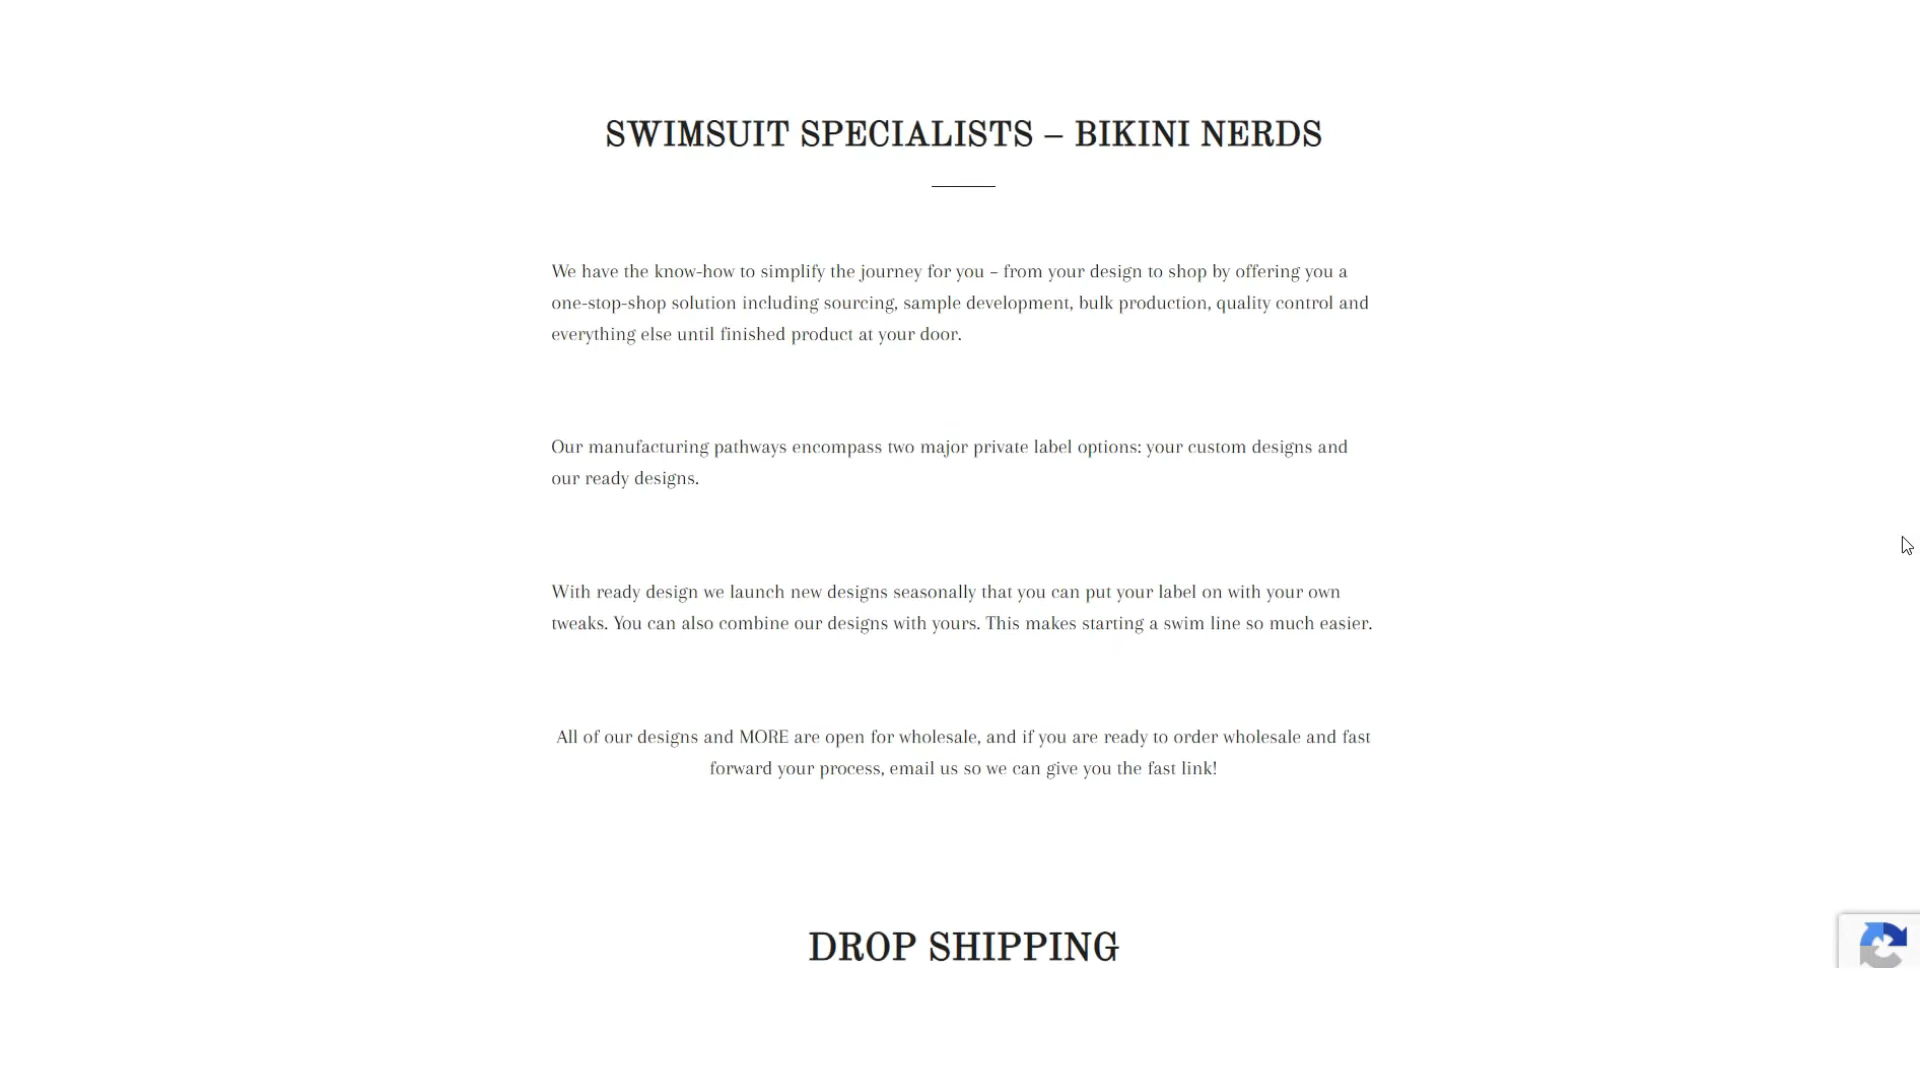 SWIMSUIT SPECIALISTS – BIKINI NERDS
We have the know-how to simplify the journey for you – from your design to shop by offering you a
one-stop-shop solution including sourcing, sample development, bulk production, quality control and
everything else until finished product at your door.
Our manufacturing pathways encompass two major private label options: your custom designs and
our ready designs.
With ready design we launch new designs seasonally that you can put your label on with your own
tweaks. You can also combine our designs with yours. This makes starting a swim line so much easier.
All of our designs and MORE are open for wholesale, and if you are ready to order wholesale and fast
forward your process, email us so we can give you the fast link!
DROP SHIPPING